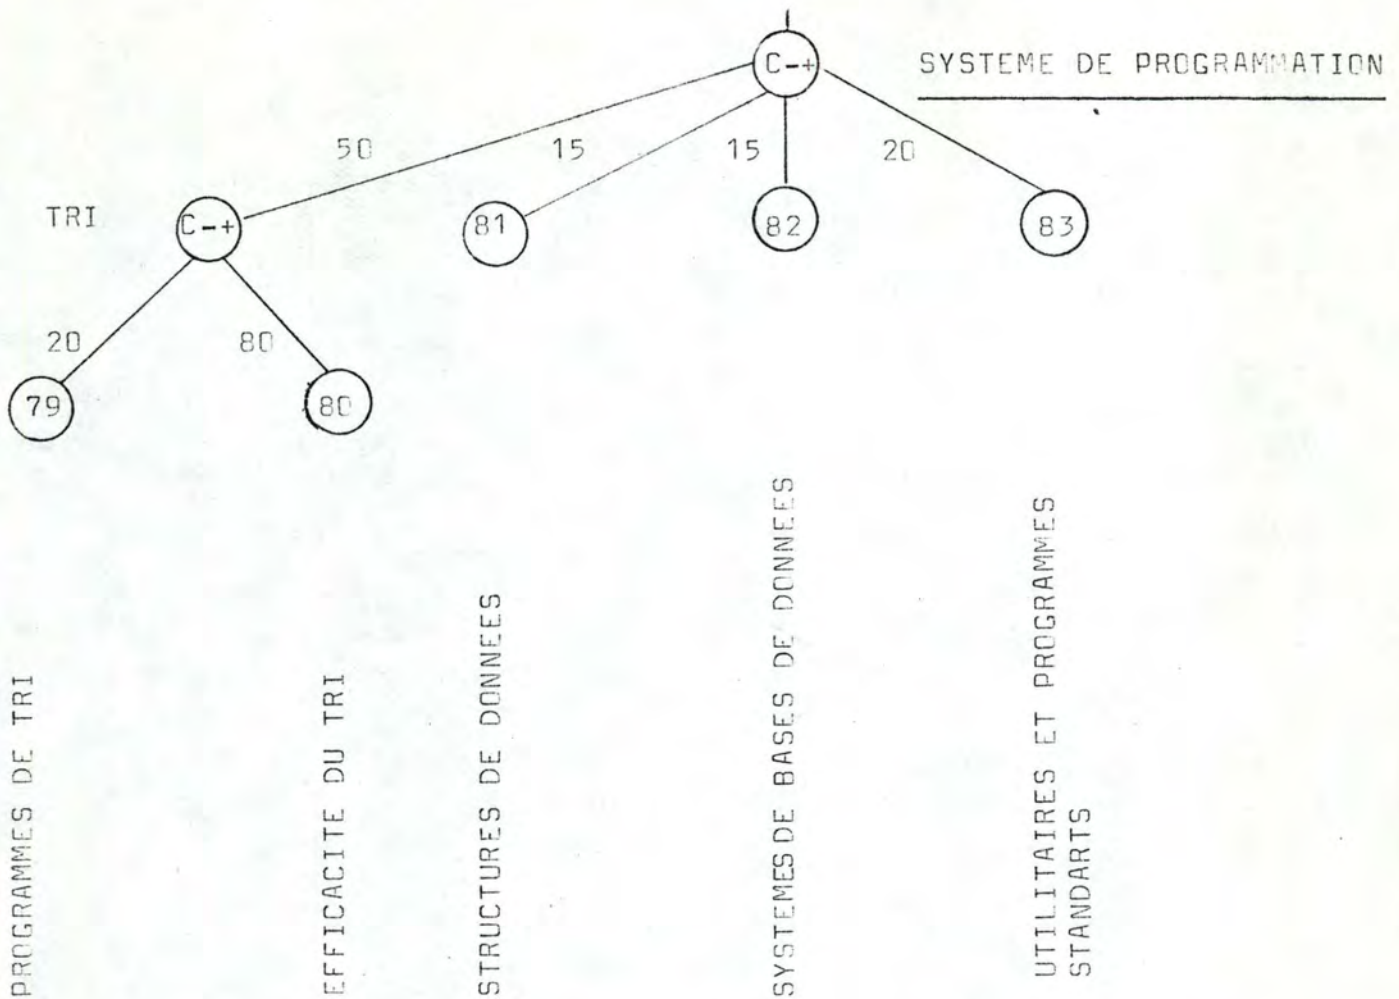 C-+ SYSTEME DE PROGRAMMATION
50 15 15 20
TRI C-+ 81 82 83
20 80
79 80
PROGRAMMES DE TRI
EFFICACITE DU TRI
STRUCTURES DE DONNEES
SYSTEMES DE BASES DE DONNEES
UTILITAIRES ET PROGRAMMES
STANDARTS